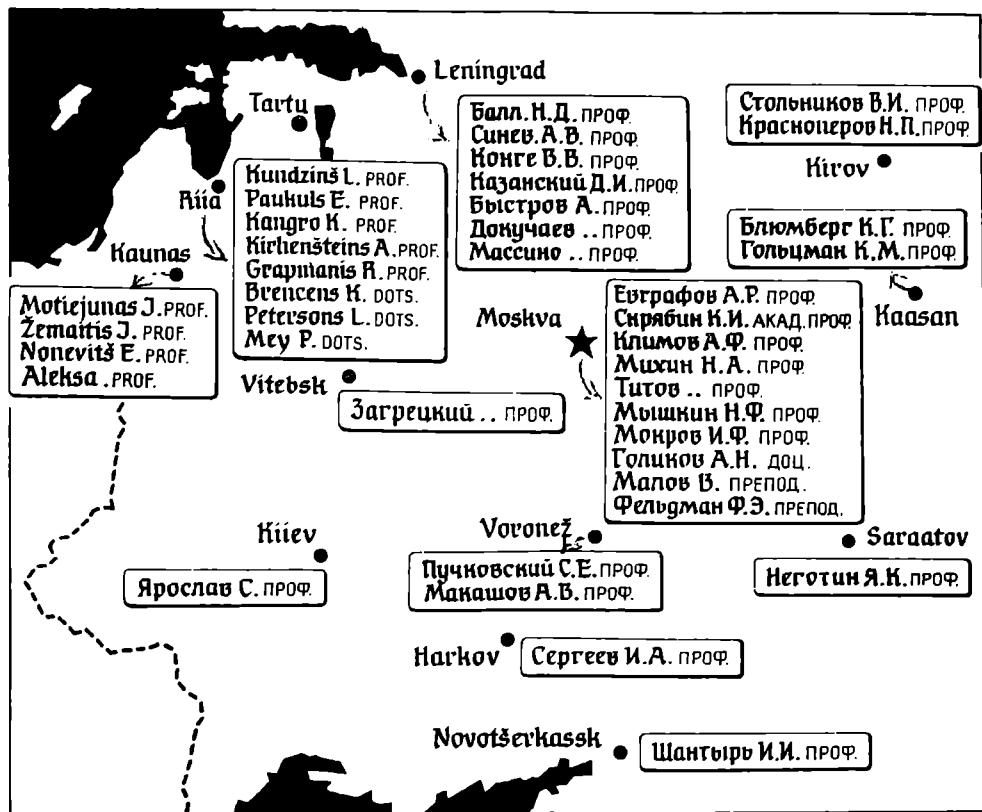 Leningrad
Балл.Н.Д. ПРОФ.
Синев.А.В. ПРОФ.
Конге В.В. ПРОФ.
Казанский Д.И. ПРОФ.
Быстров А. ПРОФ.
Докучаев .. ПРОФ.
Массино .. ПРОФ.
Стольников В.И. ПРОФ.
Красноперов Н.П. ПРОФ.
Kirov
Tartu
Riia
Kundzinš L. PROF.
Paukuls E. PROF.
Kangro K. PROF.
Kirhenšteins A. PROF.
Grapmanis R. PROF.
Brencens K. DOTS.
Petersons L. DOTS.
Mey P. DOTS.
Блюмберг К.Г. ПРОФ.
Гольцман К.М. ПРОФ.
Kaasan
Kaunas
Motiejunas J. PROF.
Žemaitis J. PROF.
Nonevitš E. PROF.
Aleksa . PROF.
Moskva
Евграфов А.Р. ПРОФ.
Скрябин К.И. АКАД. ПРОФ.
Климов А.Ф. ПРОФ.
Михин Н.А. ПРОФ.
Титов .. ПРОФ.
Мышкин Н.Ф. ПРОФ.
Мокров И.Ф. ПРОФ.
Голиков А.Н. ДОЦ.
Малов В. ПРЕПОД.
Фельдман Ф.Э. ПРЕПОД.
Vitebsk
Загрецкий .. ПРОФ.
Kiiev
Ярослав С. ПРОФ.
Voronež
Пучковский С.Е. ПРОФ.
Макашов А.В. ПРОФ.
Saraatov
Неготин Я.К. ПРОФ.
Harkov
Сергеев И.А. ПРОФ.
Novotšerkassk
Шантырь И.И. ПРОФ.